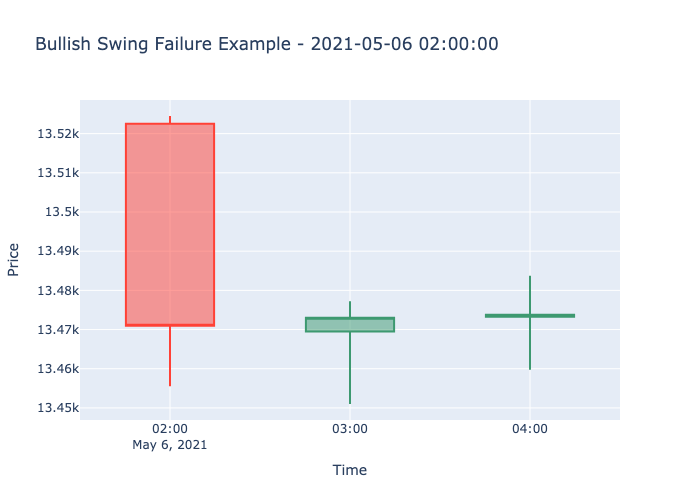 Bullish Swing Failure Example - 2021-05-06 02:00:00
Price
13.52k
13.51k
13.5k
13.49k
13.48k
13.47k
13.46k
13.45k
02:00
May 6, 2021
03:00
04:00
Time